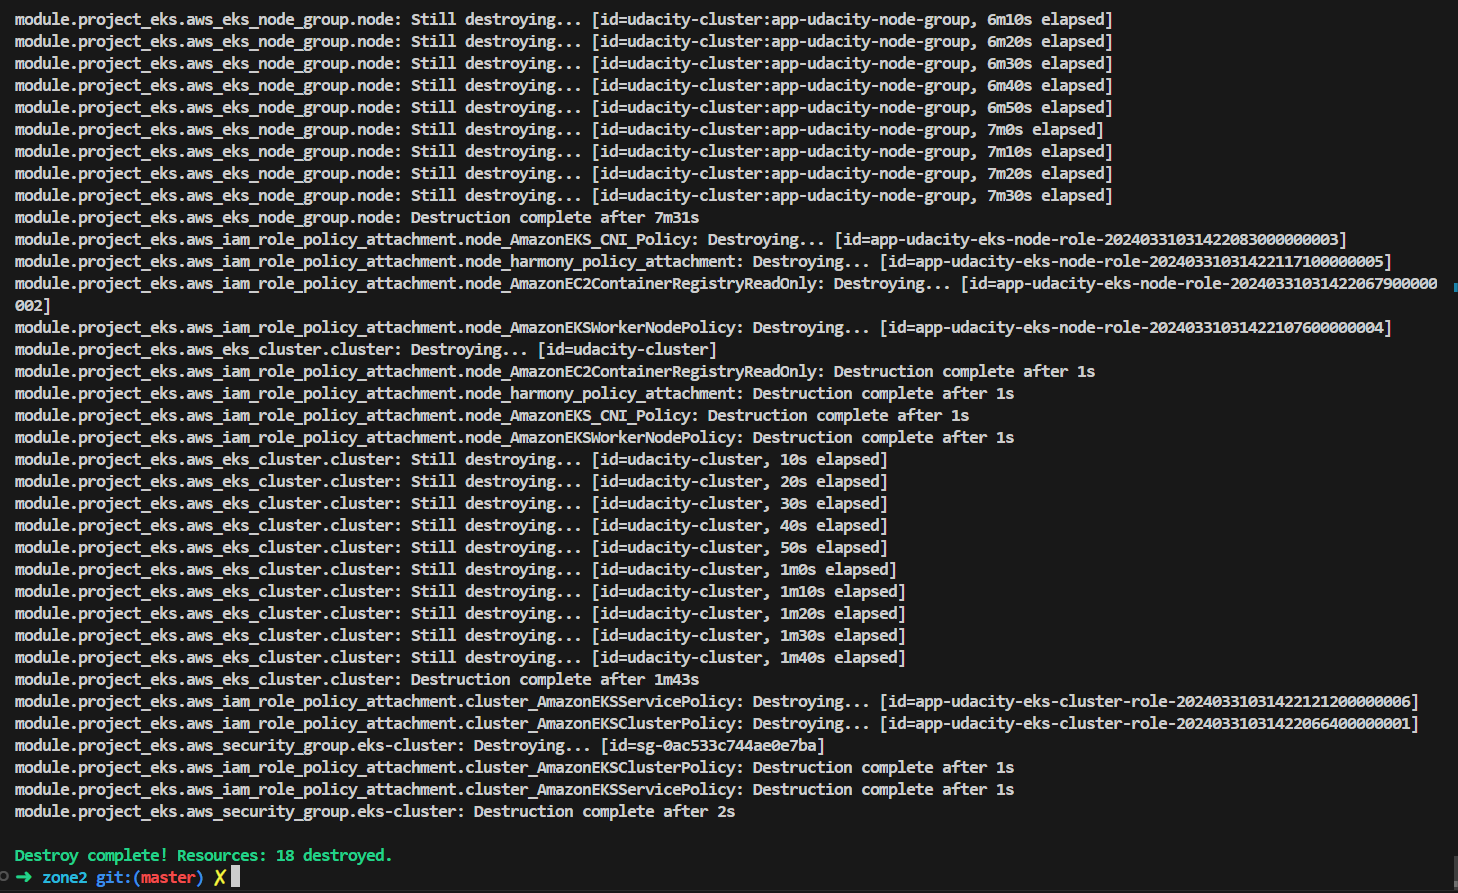 module.project_eks.aws_eks_node_group.node: Still destroying... [id=udacity-cluster:app-udacity-node-group, 6m10s elapsed]
module.project_eks.aws_eks_node_group.node: Still destroying... [id=udacity-cluster:app-udacity-node-group, 6m20s elapsed]
module.project_eks.aws_eks_node_group.node: Still destroying... [id=udacity-cluster:app-udacity-node-group, 6m30s elapsed]
module.project_eks.aws_eks_node_group.node: Still destroying... [id=udacity-cluster:app-udacity-node-group, 6m40s elapsed]
module.project_eks.aws_eks_node_group.node: Still destroying... [id=udacity-cluster:app-udacity-node-group, 6m50s elapsed]
module.project_eks.aws_eks_node_group.node: Still destroying... [id=udacity-cluster:app-udacity-node-group, 7m0s elapsed]
module.project_eks.aws_eks_node_group.node: Still destroying... [id=udacity-cluster:app-udacity-node-group, 7m10s elapsed]
module.project_eks.aws_eks_node_group.node: Still destroying... [id=udacity-cluster:app-udacity-node-group, 7m20s elapsed]
module.project_eks.aws_eks_node_group.node: Still destroying... [id=udacity-cluster:app-udacity-node-group, 7m30s elapsed]
module.project_eks.aws_eks_node_group.node: Destruction complete after 7m31s
module.project_eks.aws_iam_role_policy_attachment.node_AmazonEKS_CNI_Policy: Destroying... [id=app-udacity-eks-node-role-20240331031422083000000003]
module.project_eks.aws_iam_role_policy_attachment.node_harmony_policy_attachment: Destroying... [id=app-udacity-eks-node-role-20240331031422117100000005]
module.project_eks.aws_iam_role_policy_attachment.node_AmazonEC2ContainerRegistryReadOnly: Destroying... [id=app-udacity-eks-node-role-20240331031422067900000
002]
module.project_eks.aws_iam_role_policy_attachment.node_AmazonEKSWorkerNodePolicy: Destroying... [id=app-udacity-eks-node-role-20240331031422107600000004]
module.project_eks.aws_eks_cluster.cluster: Destroying... [id=udacity-cluster]
module.project_eks.aws_iam_role_policy_attachment.node_AmazonEC2ContainerRegistryReadOnly: Destruction complete after 1s
module.project_eks.aws_iam_role_policy_attachment.node_harmony_policy_attachment: Destruction complete after 1s
module.project_eks.aws_iam_role_policy_attachment.node_AmazonEKS_CNI_Policy: Destruction complete after 1s
module.project_eks.aws_iam_role_policy_attachment.node_AmazonEKSWorkerNodePolicy: Destruction complete after 1s
module.project_eks.aws_eks_cluster.cluster: Still destroying... [id=udacity-cluster, 10s elapsed]
module.project_eks.aws_eks_cluster.cluster: Still destroying... [id=udacity-cluster, 20s elapsed]
module.project_eks.aws_eks_cluster.cluster: Still destroying... [id=udacity-cluster, 30s elapsed]
module.project_eks.aws_eks_cluster.cluster: Still destroying... [id=udacity-cluster, 40s elapsed]
module.project_eks.aws_eks_cluster.cluster: Still destroying... [id=udacity-cluster, 50s elapsed]
module.project_eks.aws_eks_cluster.cluster: Still destroying... [id=udacity-cluster, 1m0s elapsed]
module.project_eks.aws_eks_cluster.cluster: Still destroying... [id=udacity-cluster, 1m10s elapsed]
module.project_eks.aws_eks_cluster.cluster: Still destroying... [id=udacity-cluster, 1m20s elapsed]
module.project_eks.aws_eks_cluster.cluster: Still destroying... [id=udacity-cluster, 1m30s elapsed]
module.project_eks.aws_eks_cluster.cluster: Still destroying... [id=udacity-cluster, 1m40s elapsed]
module.project_eks.aws_eks_cluster.cluster: Destruction complete after 1m43s
module.project_eks.aws_iam_role_policy_attachment.cluster_AmazonEKSServicePolicy: Destroying... [id=app-udacity-eks-cluster-role-20240331031422121200000006]
module.project_eks.aws_iam_role_policy_attachment.cluster_AmazonEKSClusterPolicy: Destroying... [id=app-udacity-eks-cluster-role-20240331031422066400000001]
module.project_eks.aws_security_group.eks-cluster: Destroying... [id=sg-0ac533c744ae0e7ba]
module.project_eks.aws_iam_role_policy_attachment.cluster_AmazonEKSClusterPolicy: Destruction complete after 1s
module.project_eks.aws_iam_role_policy_attachment.cluster_AmazonEKSServicePolicy: Destruction complete after 1s
module.project_eks.aws_security_group.eks-cluster: Destruction complete after 2s
Destroy complete! Resources: 18 destroyed.
➜ zone2 git:(master) ✗